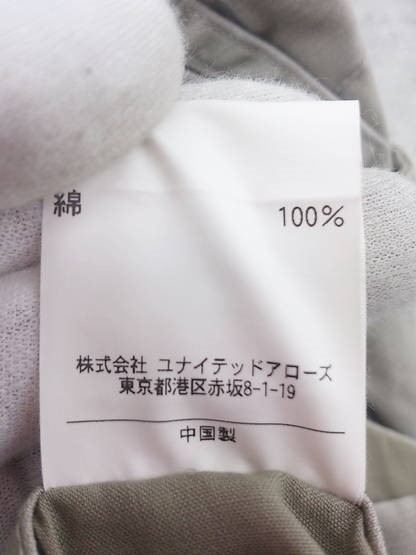 綿 100%
株式会社 ユナイテッドアローズ
東京都港区赤坂8-1-19
中国製